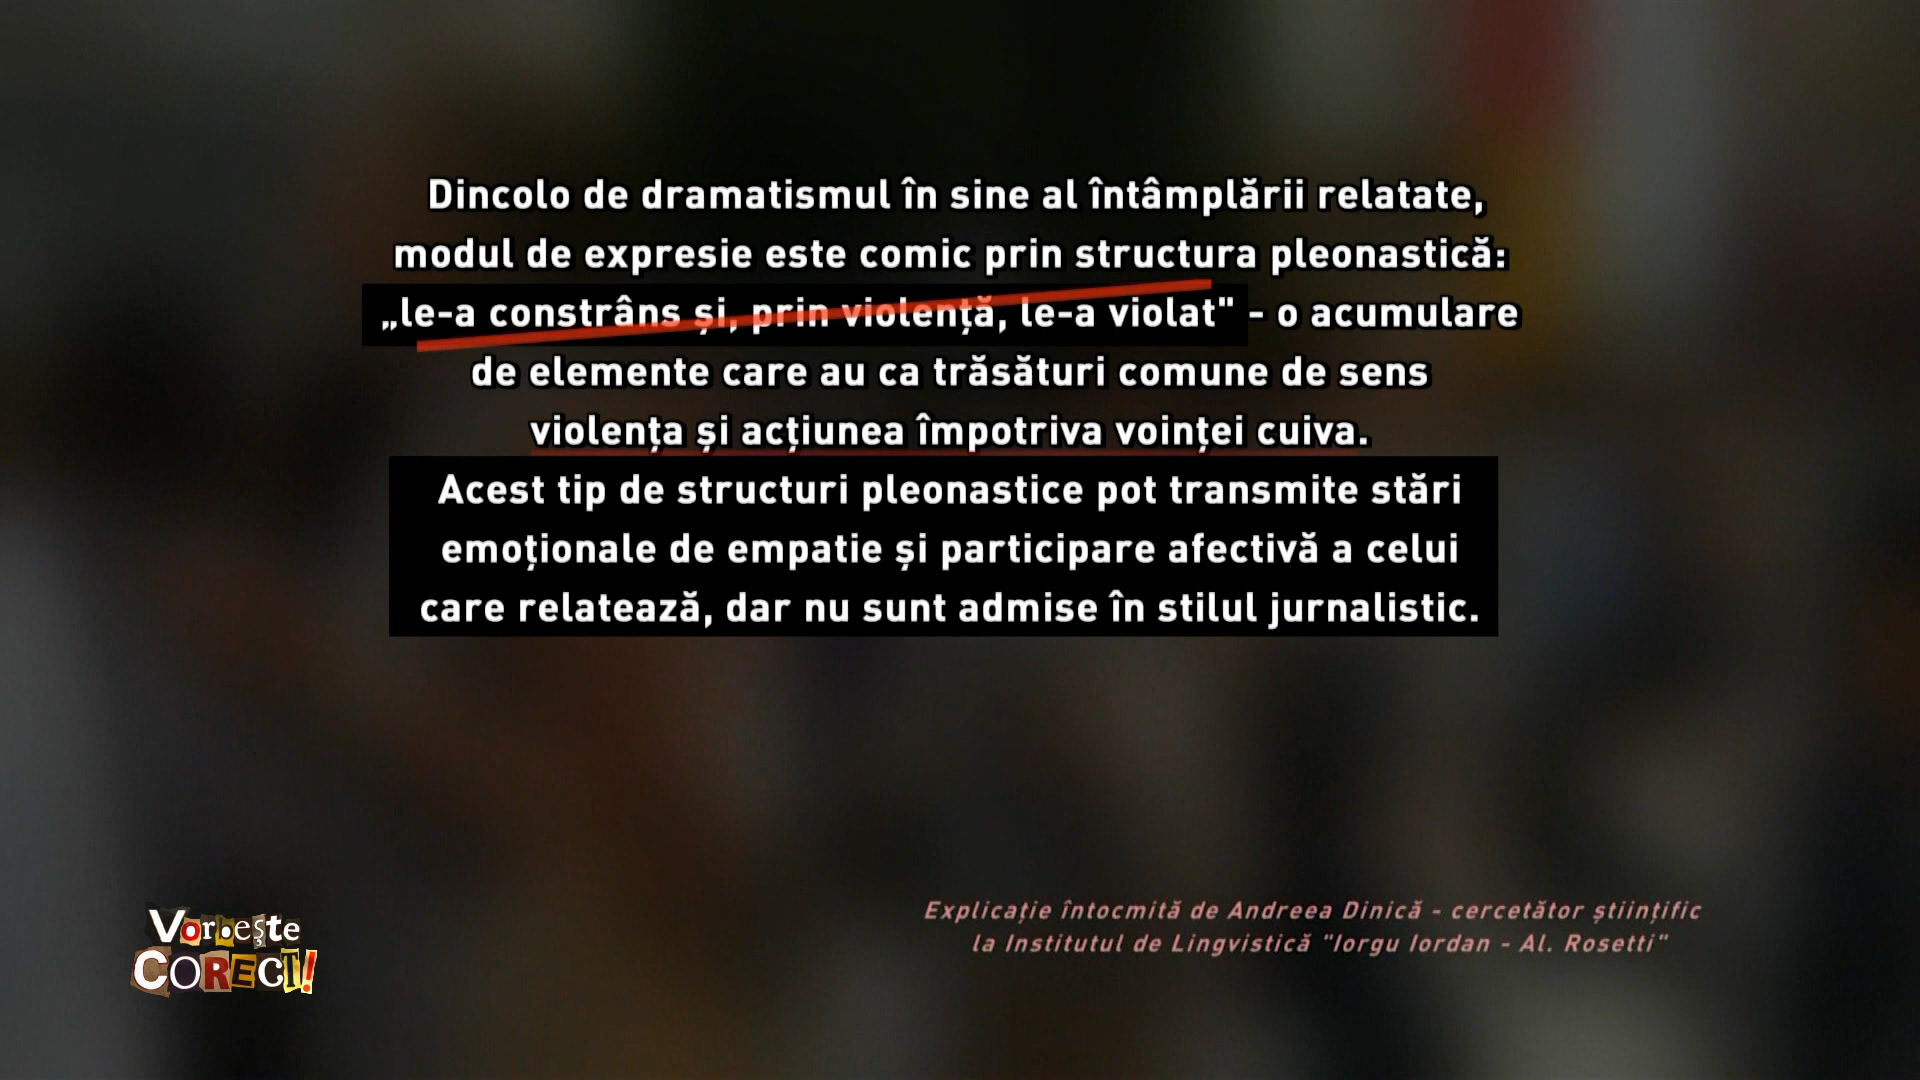 Dincolo de dramatismul în sine al întâmplării relatate,
modul de expresie este comic prin structura pleonastică:
„le-a constrâns și, prin violență, le-a violat" - o acumulare
de elemente care au ca trăsături comune de sens
violența și acțiunea împotriva voinței cuiva.
Acest tip de structuri pleonastice pot transmite stări
emoționale de empatie și participare afectivă a celui
care relatează, dar nu sunt admise în stilul jurnalistic.
Explicație întocmită de Andreea Dinică - cercetător științific
la Institutul de Lingvistică "Iorgu Iordan - Al. Rosetti"
Vorbește
CORECT!